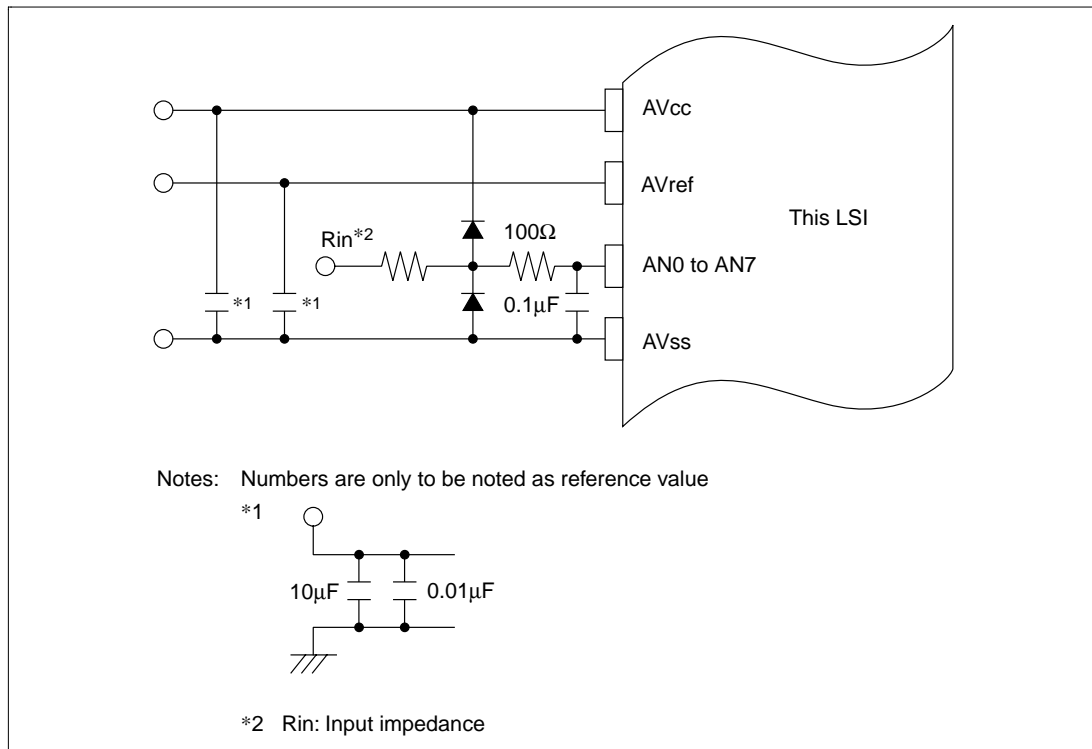 AVcc
AVref
This LSI
Rin*2
100Ω
AN0 to AN7
*1
*1
0.1μF
AVss
Notes: Numbers are only to be noted as reference value
*1
10μF
0.01μF
*2 Rin: Input impedance